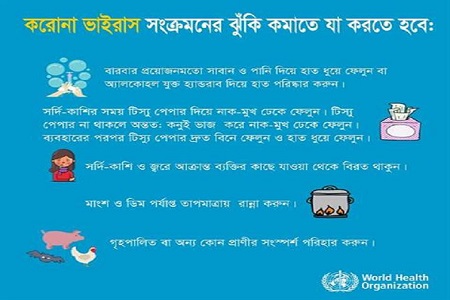 করোনা ভাইরাস সংক্রমনের ঝুঁকি কমাতে যা করতে হবে:
বারবার প্রয়োজনমতো সাবান ও পানি দিয়ে হাত ধুয়ে ফেলুন বা
অ্যালকোহল যুক্ত হ্যান্ডরাব দিয়ে হাত পরিষ্কার করুন।
সর্দি-কাশির সময় টিস্যু পেপার দিয়ে নাক-মুখ ঢেকে ফেলুন। টিস্যু
পেপার না থাকলে অন্তত: কনুই ভাজ করে নাক-মুখ ঢেকে ফেলুন।
ব্যবহারের পরপর টিস্যু পেপার দ্রুত বিনে ফেলুন ও হাত ধুয়ে ফেলুন।
সর্দি-কাশি ও জ্বরে আক্রান্ত ব্যক্তির কাছে যাওয়া থেকে বিরত থাকুন।
মাংশ ও ডিম পর্যাপ্ত তাপমাত্রায় রান্না করুন।
গৃহপালিত বা অন্য কোন প্রাণীর সংস্পর্শ পরিহার করুন।
World Health
Organization